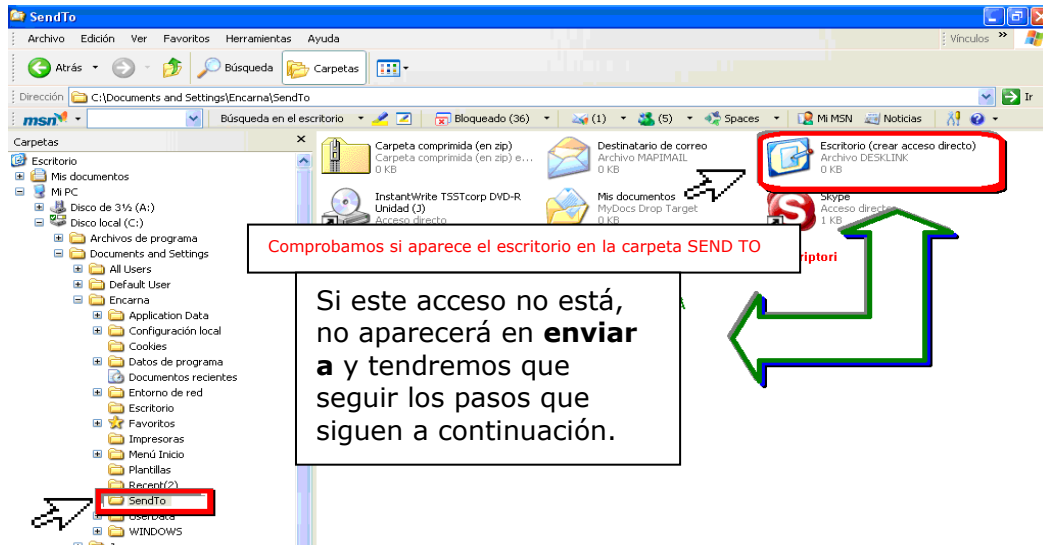 SendTo
Archivo Edición Ver Favoritos Herramientas Ayuda Vínculos »
Atrás Búsqueda Carpetas
Dirección C:\Documents and Settings\Encarna\SendTo Ir
msn Búsqueda en el escritorio Bloqueado (36) (1) (5) Spaces Mi MSN Noticias
Carpetas
Escritorio
Mis documentos
Mi PC
Disco de 3½ (A:)
Disco local (C:)
Archivos de programa
Documents and Settings
All Users
Default User
Encarna
Application Data
Configuración local
Cookies
Datos de programa
Documentos recientes
Entorno de red
Escritorio
Favoritos
Impresoras
Menú Inicio
Plantillas
Recent(2)
SendTo
UserData
WINDOWS
Carpeta comprimida (en zip)
Carpeta comprimida (en zip) e...
0 KB
Destinatario de correo
Archivo MAPIMAIL
0 KB
Escritorio (crear acceso directo)
Archivo DESKLINK
0 KB
InstantWrite TSSTcorp DVD-R
Unidad (J)
Acceso directo
Mis documentos
MyDocs Drop Target
0 KB
Skype
Acceso directo
1 KB
Comprobamos si aparece el escritorio en la carpeta SEND TO
riptori
Si este acceso no está,
no aparecerá en enviar
a y tendremos que
seguir los pasos que
siguen a continuación.